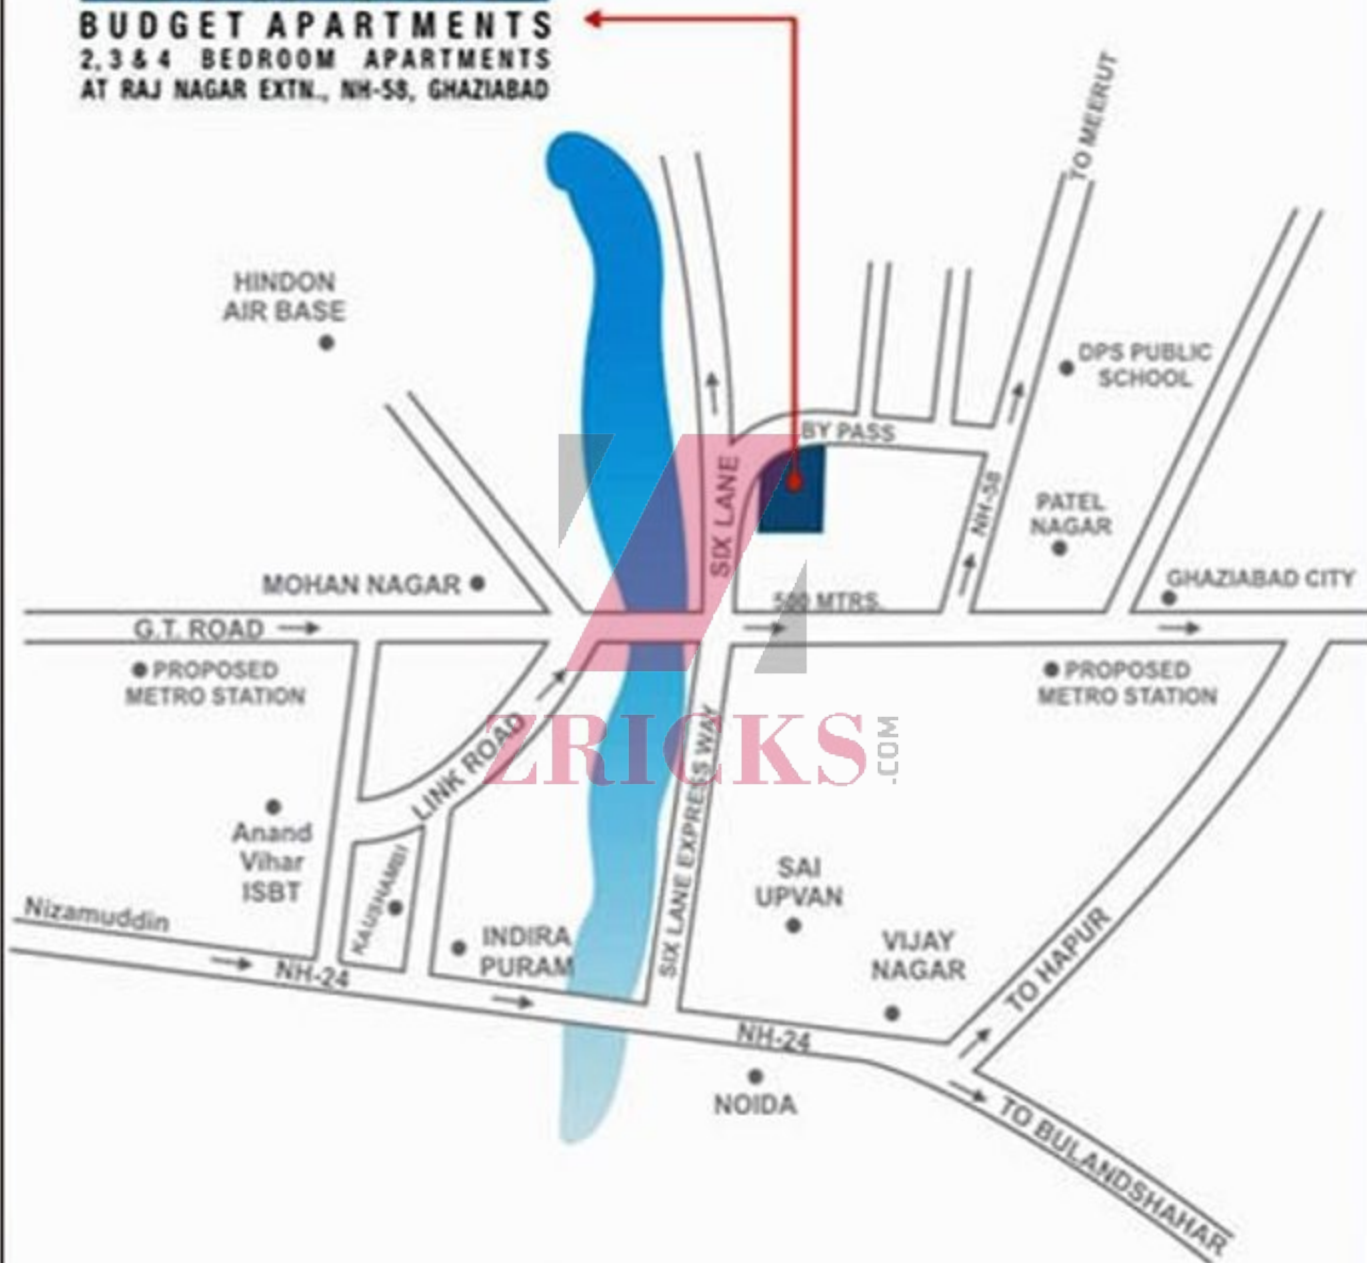 BUDGET APARTMENTS
2, 3 & 4 BEDROOM APARTMENTS
AT RAJ NAGAR EXTN., NH-58, GHAZIABAD
TO MEERUT
HINDON
AIR BASE
DPS PUBLIC
SCHOOL
BY PASS
SIX LANE
NH-58
PATEL
NAGAR
MOHAN NAGAR
GHAZIABAD CITY
500 MTRS.
G.T. ROAD
PROPOSED
METRO STATION
PROPOSED
METRO STATION
LINK ROAD
ZRICKS.COM
SIX LANE EXPRESS WAY
Anand
Vihar
ISBT
KAUSHAMBI
SAI
UPVAN
Nizamuddin
INDIRA
PURAM
VIJAY
NAGAR
TO HAPUR
NH-24
NH-24
NOIDA
TO BULANDSHAHAR